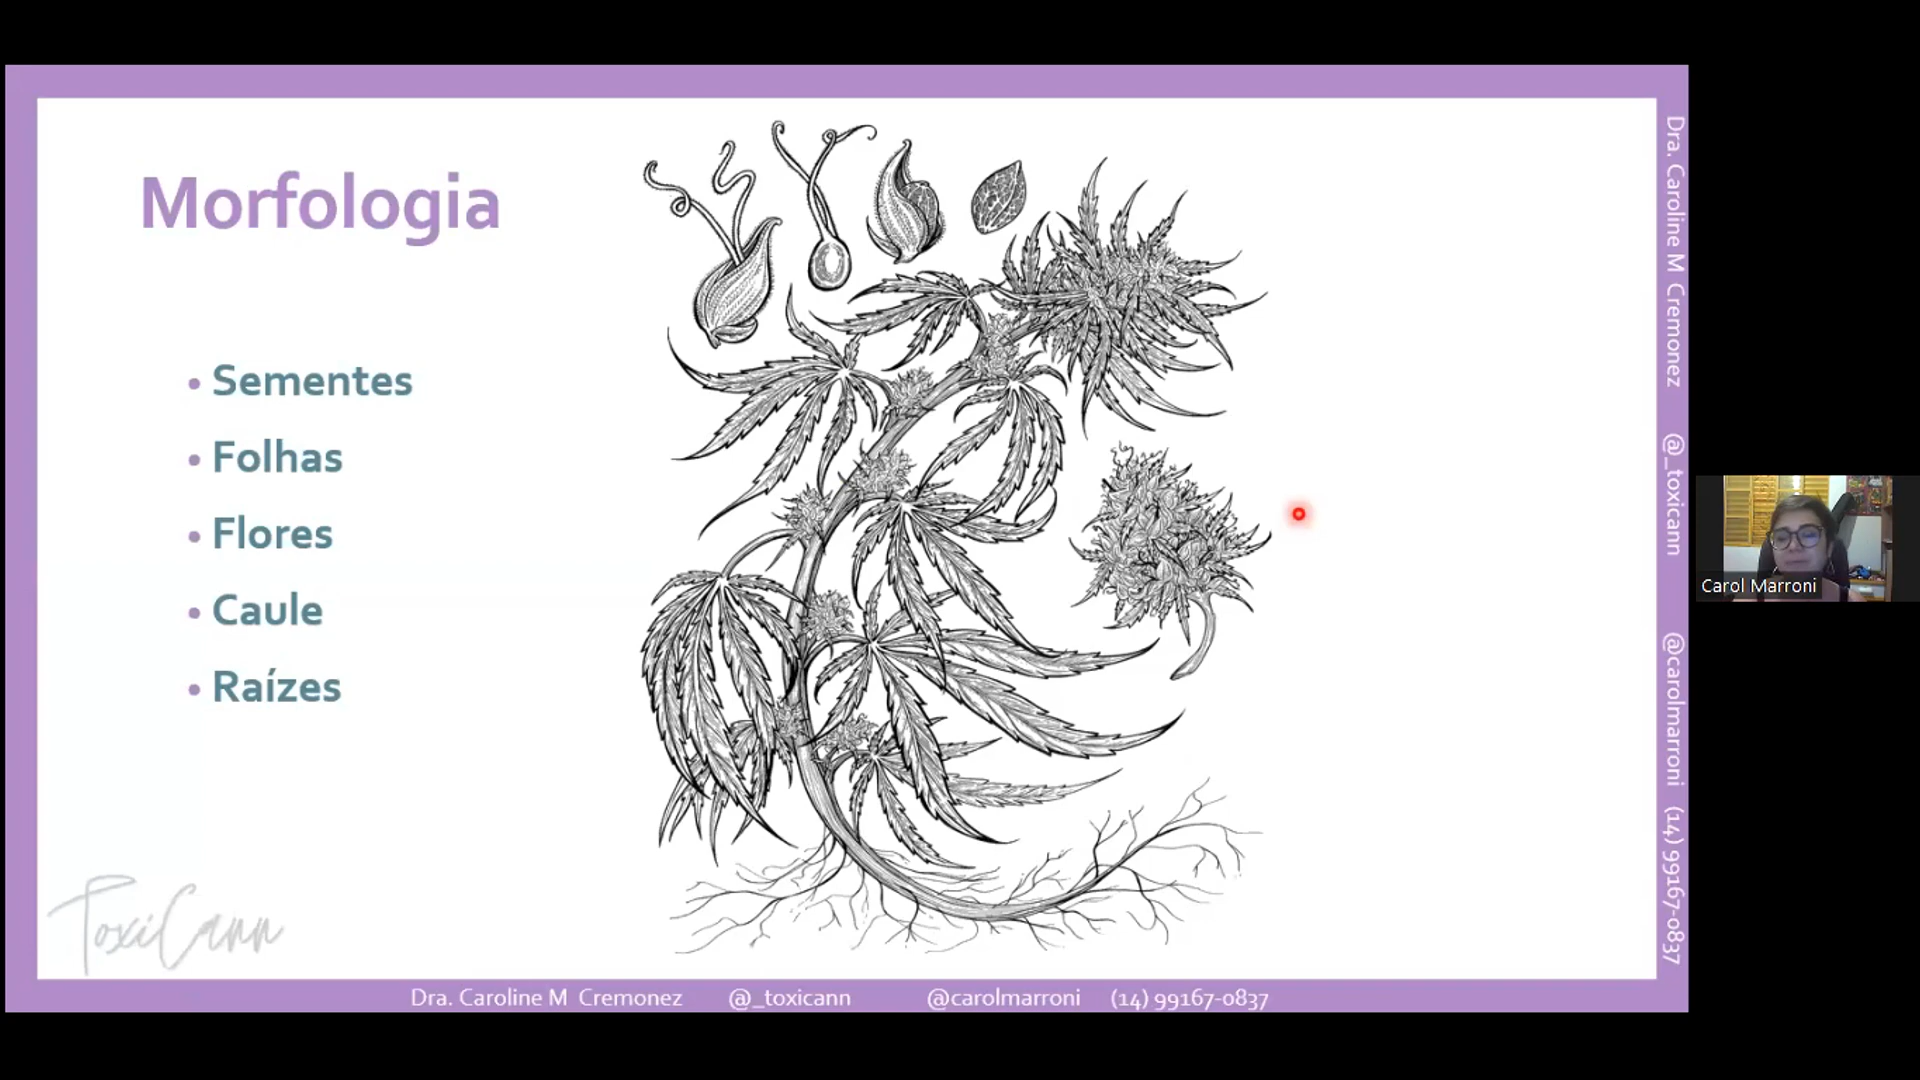 Morfologia
• Sementes
• Folhas
• Flores
• Caule
• Raízes
ToxiCann
Dra. Caroline M Cremonez @_toxicann @carolmarroni (14) 99167-0837
Dra. Caroline M Cremonez @_toxicann @carolmarroni (14) 99167-0837
Carol Marroni